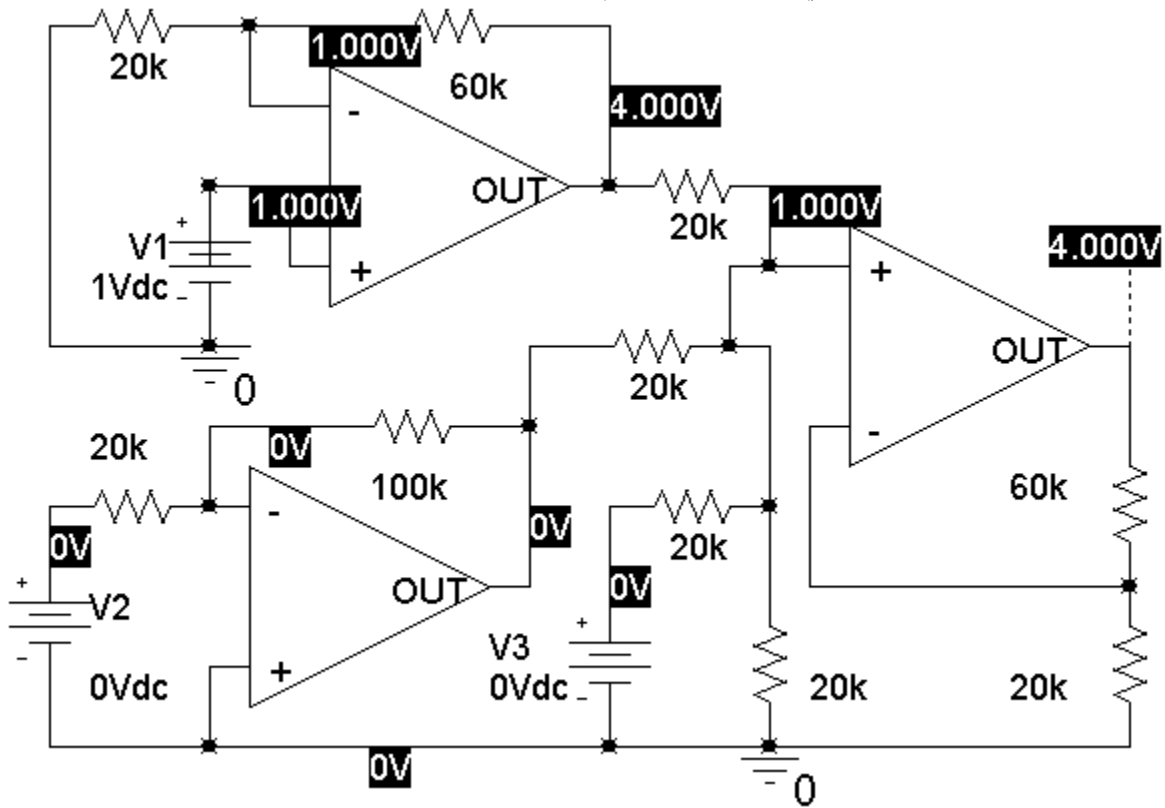 20k
1.000V
60k
4.000V
-
OUT
1.000V
20k
1.000V
4.000V
+
V1
1Vdc
-
+
+
OUT
0
20k
20k
0V
100k
-
-
60k
0V
20k
0V
+
V2
-
OUT
0V
+
V3
0Vdc
-
0Vdc
+
20k
20k
0V
0